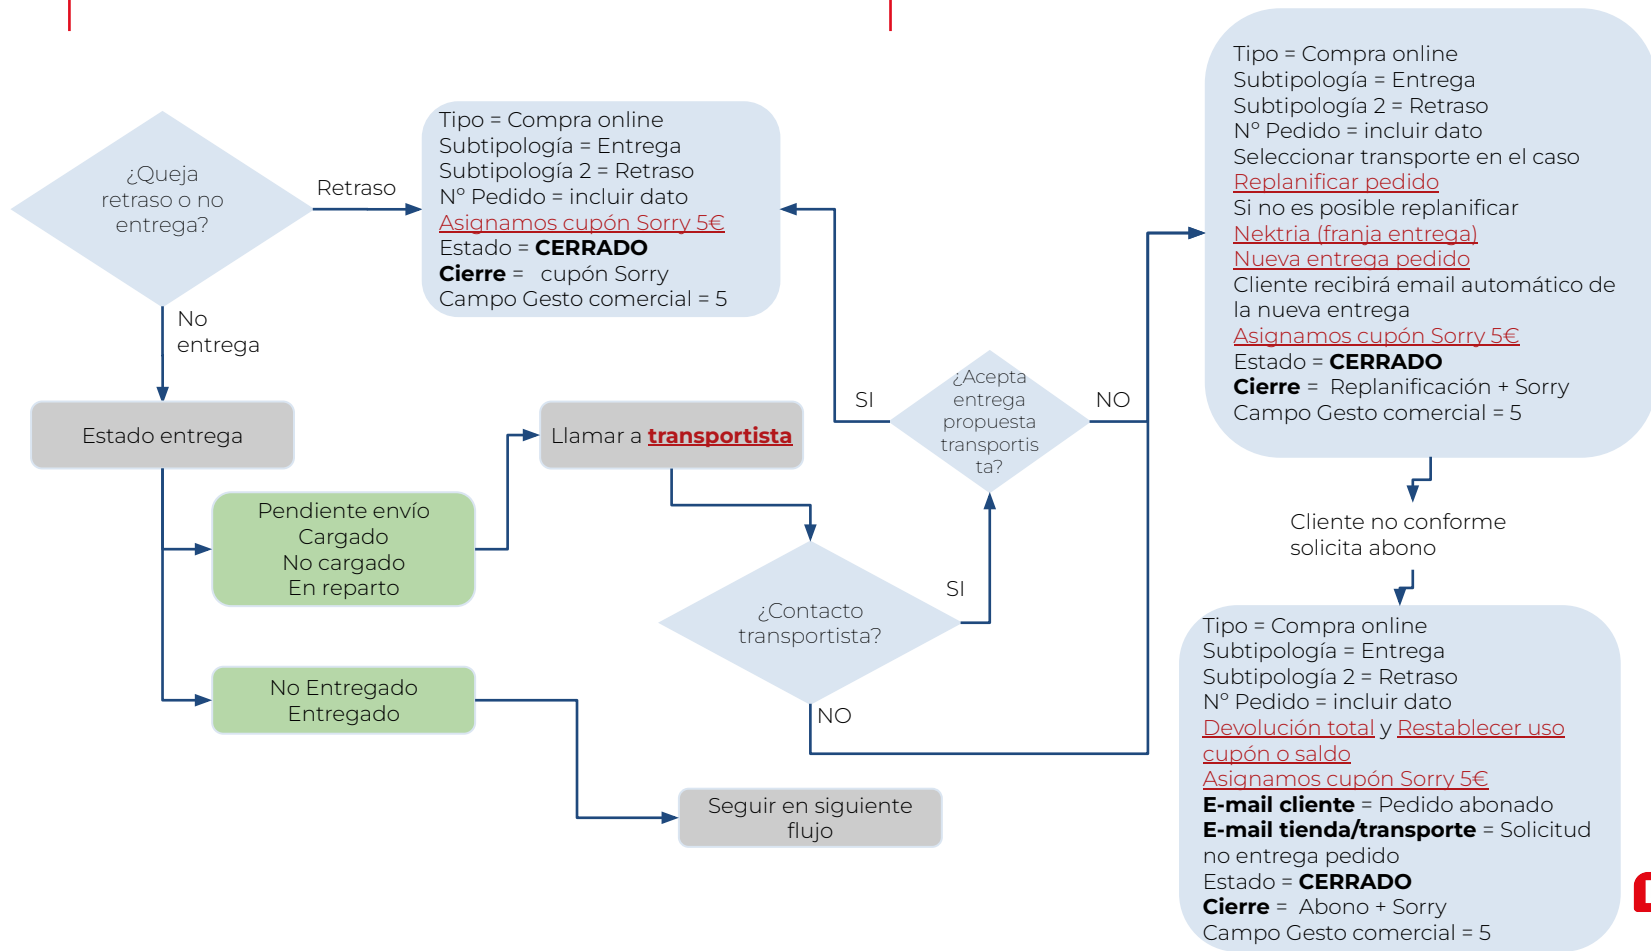 ¿Queja
retraso o no
entrega?
Retraso
No
entrega
Tipo = Compra online
Subtipología = Entrega
Subtipología 2 = Retraso
Nº Pedido = incluir dato
Asignamos cupón Sorry 5€
Estado = CERRADO
Cierre = cupón Sorry
Campo Gesto comercial = 5
Estado entrega
Pendiente envío
Cargado
No cargado
En reparto
No Entregado
Entregado
Llamar a transportista
¿Contacto
transportista?
SI
NO
Seguir en siguiente
flujo
¿Acepta
entrega
propuesta
transportis
ta?
SI
NO
Tipo = Compra online
Subtipología = Entrega
Subtipología 2 = Retraso
Nº Pedido = incluir dato
Seleccionar transporte en el caso
Replanificar pedido
Si no es posible replanificar
Nektria (franja entrega)
Nueva entrega pedido
Cliente recibirá email automático de
la nueva entrega
Asignamos cupón Sorry 5€
Estado = CERRADO
Cierre = Replanificación + Sorry
Campo Gesto comercial = 5
Cliente no conforme
solicita abono
Tipo = Compra online
Subtipología = Entrega
Subtipología 2 = Retraso
Nº Pedido = incluir dato
Devolución total y Restablecer uso
cupón o saldo
Asignamos cupón Sorry 5€
E-mail cliente = Pedido abonado
E-mail tienda/transporte = Solicitud
no entrega pedido
Estado = CERRADO
Cierre = Abono + Sorry
Campo Gesto comercial = 5